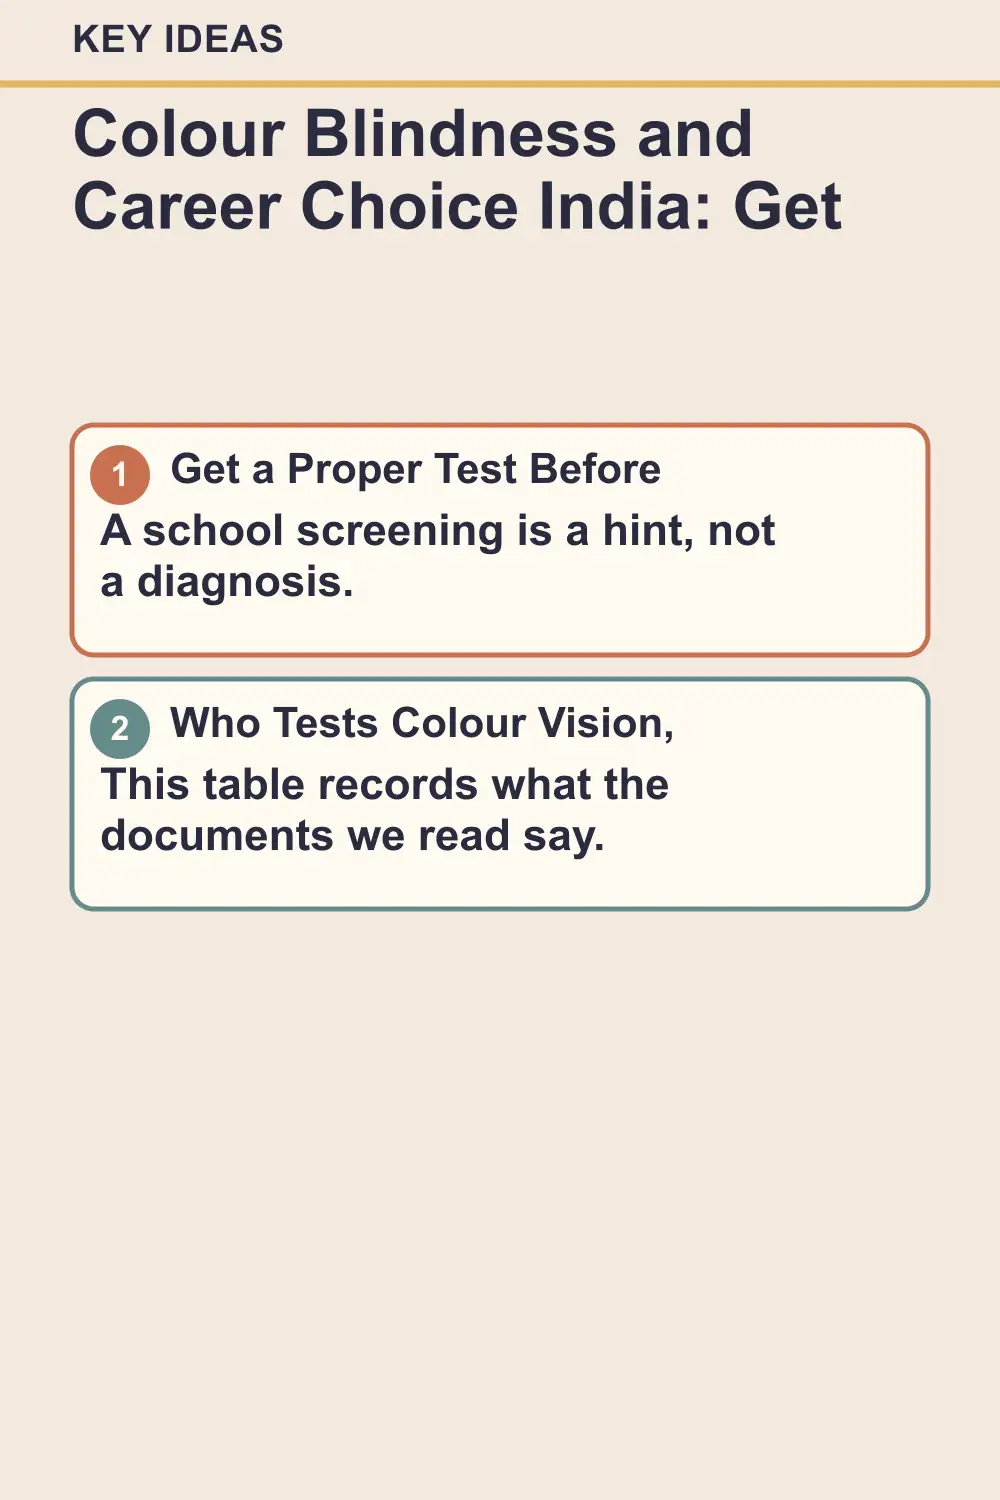 KEY IDEAS
Colour Blindness and
Career Choice India: Get
1 Get a Proper Test Before
A school screening is a hint, not
a diagnosis.
2 Who Tests Colour Vision,
This table records what the
documents we read say.